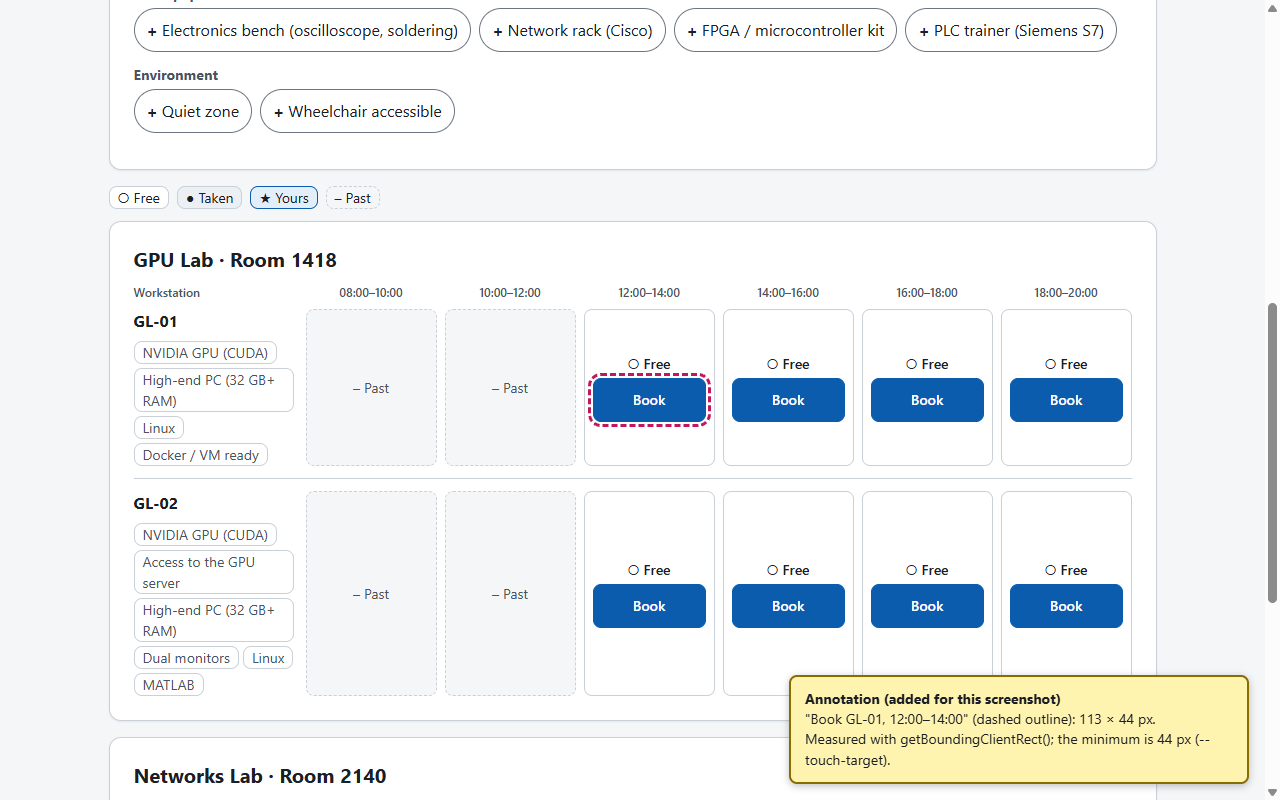 + Electronics bench (oscilloscope, soldering) + Network rack (Cisco) + FPGA / microcontroller kit + PLC trainer (Siemens S7)
Environment
+ Quiet zone + Wheelchair accessible
○ Free ● Taken ★ Yours – Past
GPU Lab · Room 1418
Workstation 08:00–10:00 10:00–12:00 12:00–14:00 14:00–16:00 16:00–18:00 18:00–20:00
GL-01
NVIDIA GPU (CUDA)
High-end PC (32 GB+
RAM)
Linux
Docker / VM ready
– Past – Past
○ Free ○ Free ○ Free ○ Free
Book Book Book Book
GL-02
NVIDIA GPU (CUDA)
Access to the GPU
server
High-end PC (32 GB+
RAM)
Dual monitors Linux
MATLAB
– Past – Past
○ Free ○ Free ○ Free ○ Free
Book Book Book Book
Annotation (added for this screenshot)
"Book GL-01, 12:00–14:00" (dashed outline): 113 × 44 px.
Measured with getBoundingClientRect(); the minimum is 44 px (--
touch-target).
Networks Lab · Room 2140